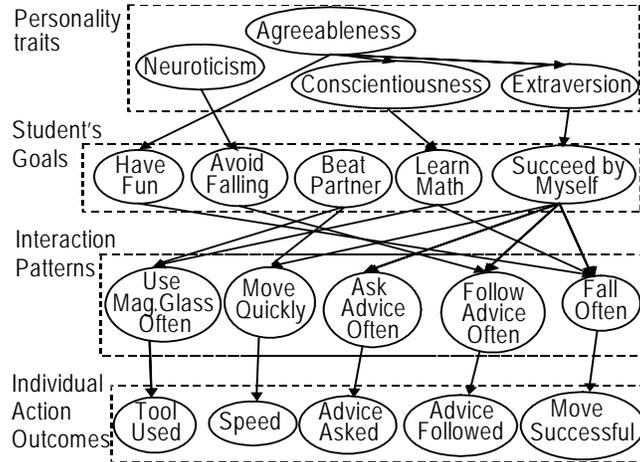 Personality
traits
Agreeableness
Neuroticism
Conscientiousness
Extraversion
Student's
Goals
Have
Fun
Avoid
Falling
Beat
Partner
Learn
Math
Succeed by
Myself
Interaction
Patterns
Use
Mag.Glass
Often
Move
Quickly
Ask
Advice
Often
Follow
Advice
Often
Fall
Often
Individual
Action
Outcomes
Tool
Used
Speed
Advice
Asked
Advice
Followed
Move
Successful